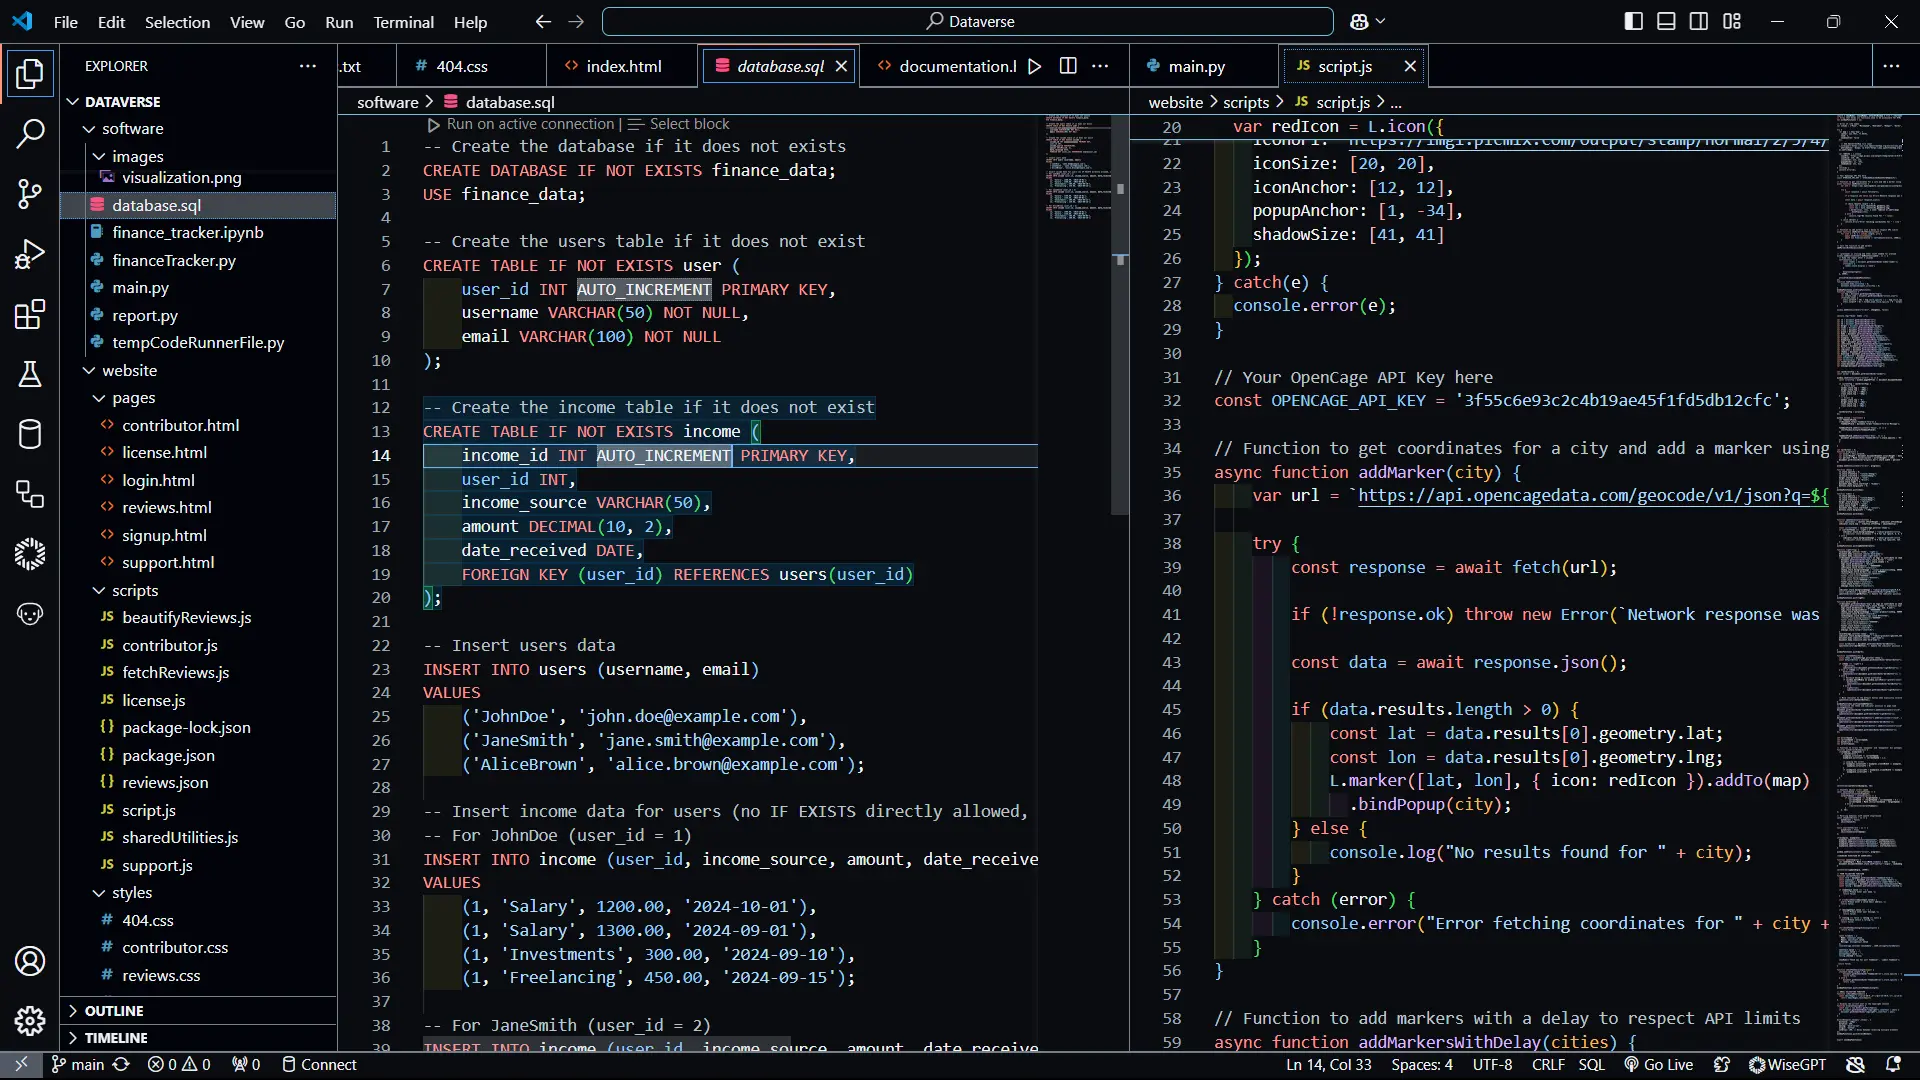 File Edit Selection View Go Run Terminal Help
Dataverse
EXPLORER
DATAVERSE
software
images
visualization.png
database.sql
finance_tracker.ipynb
financeTracker.py
main.py
report.py
tempCodeRunnerFile.py
website
pages
contributor.html
license.html
login.html
reviews.html
signup.html
support.html
scripts
JS beautifyReviews.js
JS contributor.js
JS fetchReviews.js
JS license.js
{} package-lock.json
{} package.json
{} reviews.json
JS script.js
JS sharedUtilities.js
JS support.js
styles
# 404.css
# contributor.css
# reviews.css
OUTLINE
TIMELINE
.txt
# 404.css
<> index.html
database.sql
<> documentation.l
software > database.sql
Run on active connection | Select block
1 -- Create the database if it does not exists
2 CREATE DATABASE IF NOT EXISTS finance_data;
3 USE finance_data;
4
5 -- Create the users table if it does not exist
6 CREATE TABLE IF NOT EXISTS user (
7 user_id INT AUTO_INCREMENT PRIMARY KEY,
8 username VARCHAR(50) NOT NULL,
9 email VARCHAR(100) NOT NULL
10 );
11
12 -- Create the income table if it does not exist
13 CREATE TABLE IF NOT EXISTS income (
14 income_id INT AUTO_INCREMENT PRIMARY KEY,
15 user_id INT,
16 income_source VARCHAR(50),
17 amount DECIMAL(10, 2),
18 date_received DATE,
19 FOREIGN KEY (user_id) REFERENCES users(user_id)
20 );
21
22 -- Insert users data
23 INSERT INTO users (username, email)
24 VALUES
25 ('JohnDoe', 'john.doe@example.com'),
26 ('JaneSmith', 'jane.smith@example.com'),
27 ('AliceBrown', 'alice.brown@example.com');
28
29 -- Insert income data for users (no IF EXISTS directly allowed,
30 -- For JohnDoe (user_id = 1)
31 INSERT INTO income (user_id, income_source, amount, date_receive
32 VALUES
33 (1, 'Salary', 1200.00, '2024-10-01'),
34 (1, 'Salary', 1300.00, '2024-09-01'),
35 (1, 'Investments', 300.00, '2024-09-10'),
36 (1, 'Freelancing', 450.00, '2024-09-15');
37
38 -- For JaneSmith (user_id = 2)
39 INSERT INTO income (user_id, income_source, amount, date_receive
main.py
JS script.js
website > scripts > JS script.js > ...
20 var redIcon = L.icon({
22 iconSize: [20, 20],
23 iconAnchor: [12, 12],
24 popupAnchor: [1, -34],
25 shadowSize: [41, 41]
26 });
27 } catch(e) {
28 console.error(e);
29 }
30
31 // Your OpenCage API Key here
32 const OPENCAGE_API_KEY = '3f55c6e93c2c4b19ae45f1fd5db12cfc';
33
34 // Function to get coordinates for a city and add a marker using
35 async function addMarker(city) {
36 var url = `https://api.opencagedata.com/geocode/v1/json?q=${
37
38 try {
39 const response = await fetch(url);
40
41 if (!response.ok) throw new Error(`Network response was
42
43 const data = await response.json();
44
45 if (data.results.length > 0) {
46 const lat = data.results[0].geometry.lat;
47 const lon = data.results[0].geometry.lng;
48 L.marker([lat, lon], { icon: redIcon }).addTo(map)
49 .bindPopup(city);
50 } else {
51 console.log("No results found for " + city);
52 }
53 } catch (error) {
54 console.error("Error fetching coordinates for " + city +
55 }
56 }
57
58 // Function to add markers with a delay to respect API limits
59 async function addMarkersWithDelay(cities) {
main 0 0 0 Connect
Ln 14, Col 33 Spaces: 4 UTF-8 CRLF SQL Go Live WiseGPT